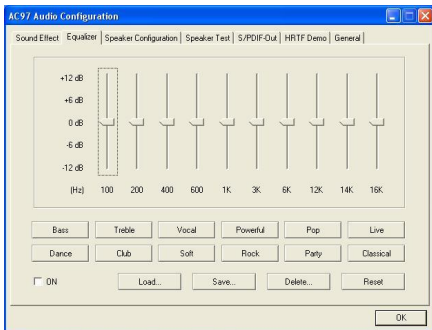 AC97 Audio Configuration
Sound Effect Equalizer Speaker Configuration Speaker Test S/PDIF-Out HRTF Demo General
+12 dB
+6 dB
0 dB
-6 dB
-12 dB
(Hz) 100 200 400 600 1K 3K 6K 12K 14K 16K
Bass Treble Vocal Powerful Pop Live
Dance Club Soft Rock Party Classical
ON Load... Save... Delete... Reset
OK